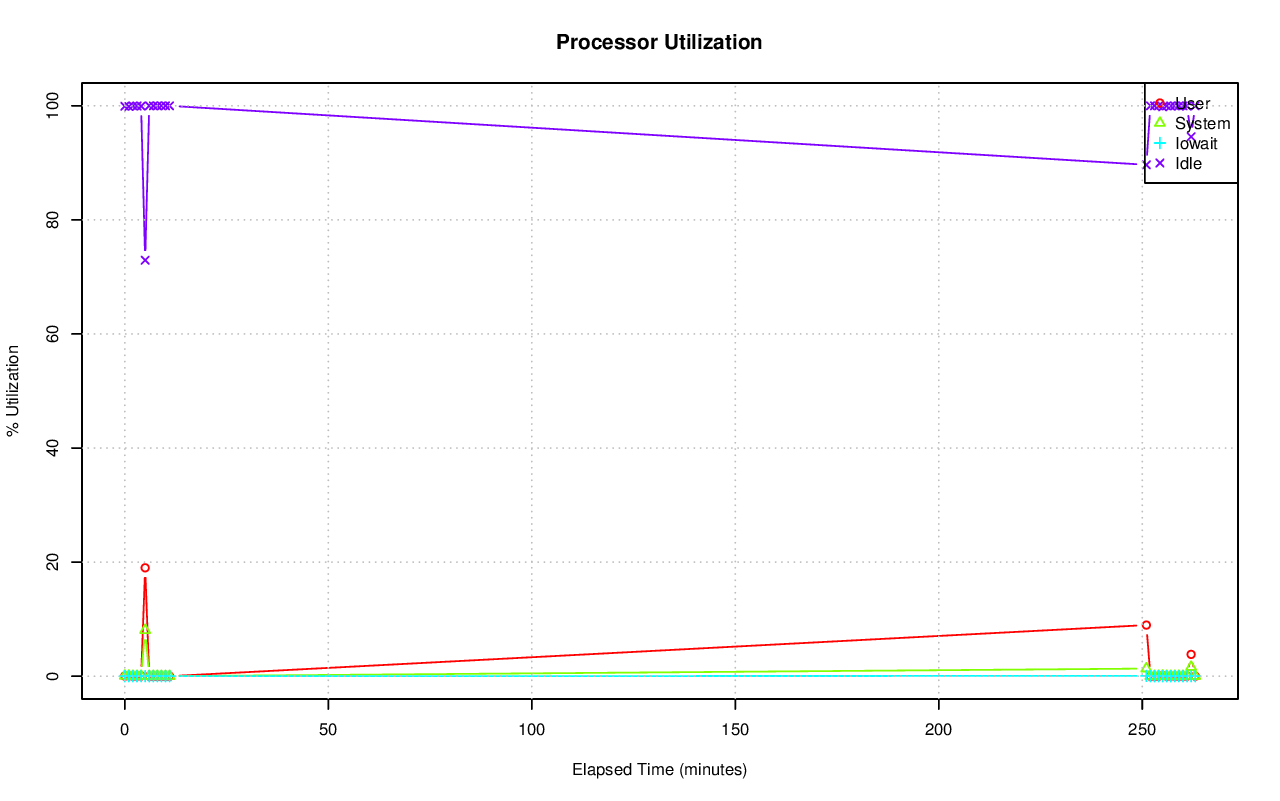 Processor Utilization
% Utilization
100
80
60
40
20
0
User
System
Iowait
Idle
0 50 100 150 200 250
Elapsed Time (minutes)